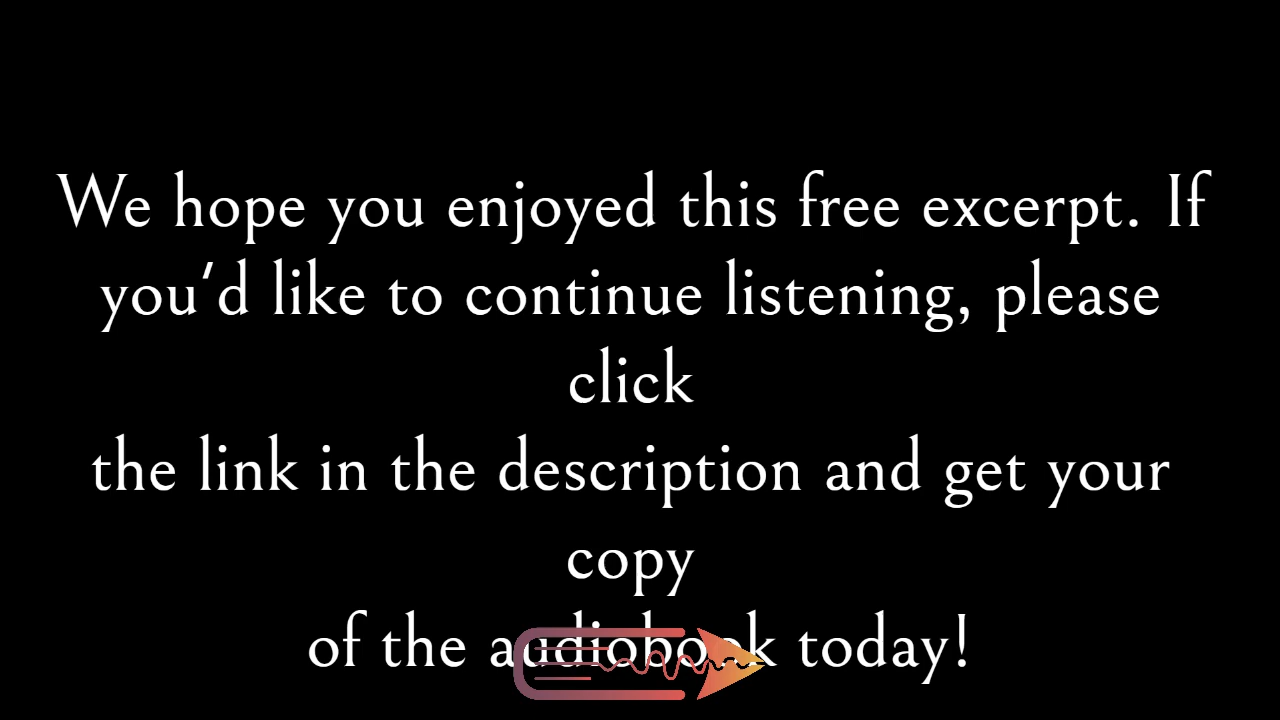 We hope you enjoyed this free excerpt. If
you'd like to continue listening, please
click
the link in the description and get your
copy
of the audiobook today!